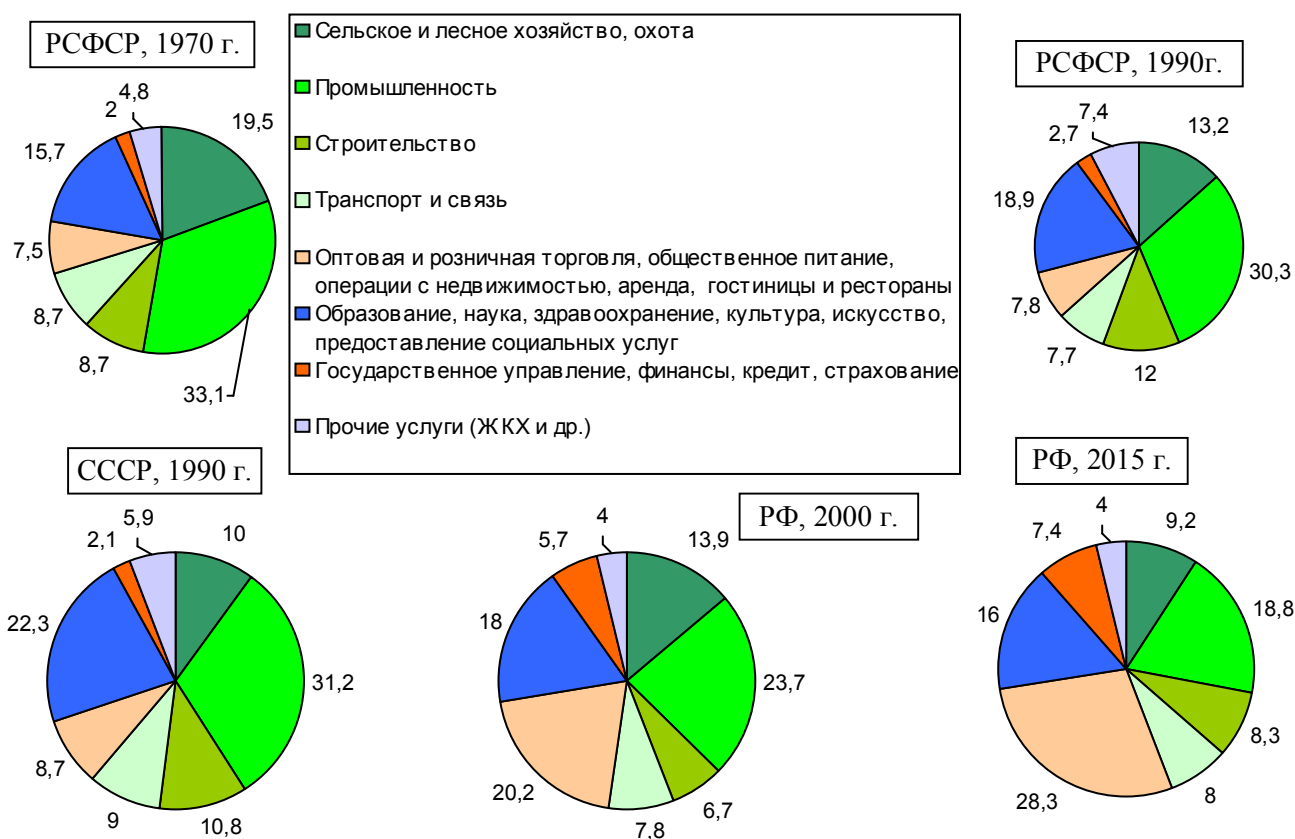 РСФСР, 1970 г.
4,8
2
19,5
15,7
7,5
8,7
8,7
33,1
Сельское и лесное хозяйство, охота
Промышленность
Строительство
Транспорт и связь
Оптовая и розничная торговля, общественное питание,
операции с недвижимостью, аренда, гостиницы и рестораны
Образование, наука, здравоохранение, культура, искусство,
предоставление социальных услуг
Государственное управление, финансы, кредит, страхование
Прочие услуги (ЖКХ и др.)
РСФСР, 1990г.
7,4
2,7
13,2
18,9
30,3
7,8
7,7
12
СССР, 1990 г.
5,9
2,1
10
22,3
31,2
8,7
9
10,8
РФ, 2000 г.
4
5,7
13,9
18
23,7
20,2
7,8
6,7
РФ, 2015 г.
4
7,4
9,2
16
18,8
8,3
28,3
8